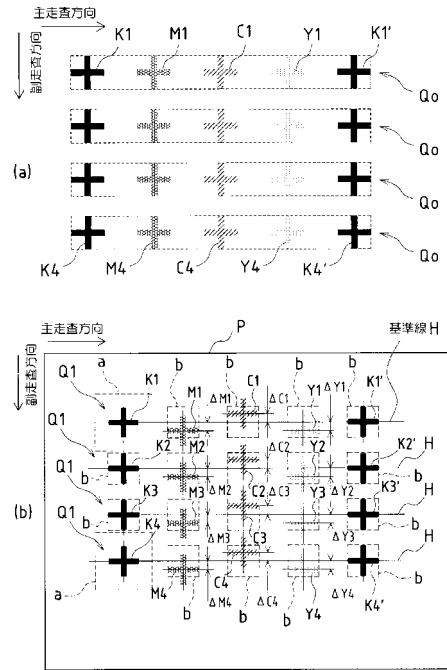 主走査方向
副走査方向
K1 M1 C1 Y1 K1'
Qo
Qo
(a)
Qo
Qo
K4 M4 C4 Y4 K4'
主走査方向
副走査方向
P
基準線H
a b b b b
Q1 K1 M1 ΔM1 C1 ΔC1 Y1 ΔY1 K1'
Q1 K2 M2 ΔC2 Y2 K2' H
Q1 b K3 M3 ΔM2 C2 ΔC3 Y3 ΔY2 K3' b
(b)
Q1 b K4 ΔM3 C3 ΔY3 b H
a M4 b ΔM4 C4 b ΔC4 Y4 b ΔY4 K4' b